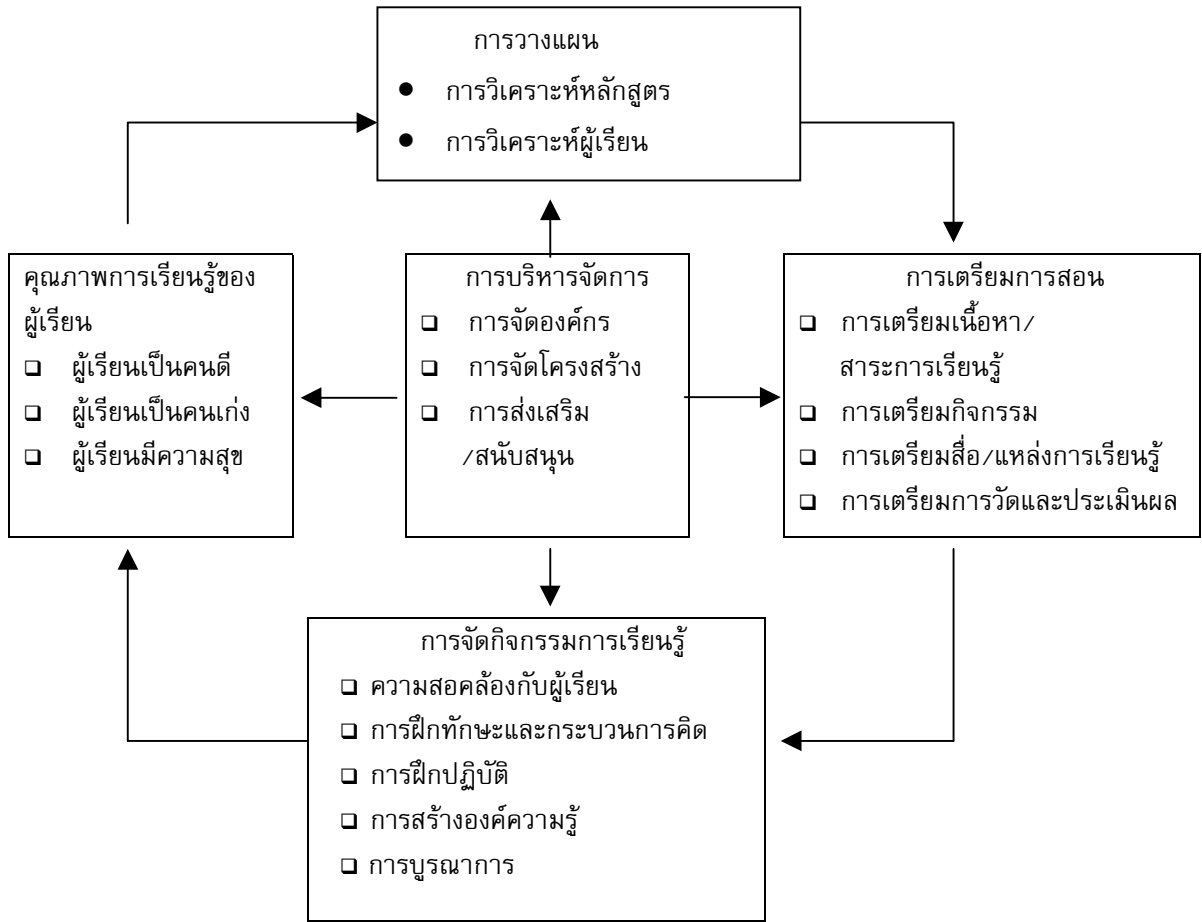 การวางแผน
● การวิเคราะห์หลักสูตร
● การวิเคราะห์ผู้เรียน
คุณภาพการเรียนรู้ของ
ผู้เรียน
❑ ผู้เรียนเป็นคนดี
❑ ผู้เรียนเป็นคนเก่ง
❑ ผู้เรียนมีความสุข
การบริหารจัดการ
❑ การจัดองค์กร
❑ การจัดโครงสร้าง
❑ การส่งเสริม
/สนับสนุน
การเตรียมการสอน
❑ การเตรียมเนื้อหา/
สาระการเรียนรู้
❑ การเตรียมกิจกรรม
❑ การเตรียมสื่อ/แหล่งการเรียนรู้
❑ การเตรียมการวัดและประเมินผล
การจัดกิจกรรมการเรียนรู้
❑ ความสอคล้องกับผู้เรียน
❑ การฝึกทักษะและกระบวนการคิด
❑ การฝึกปฏิบัติ
❑ การสร้างองค์ความรู้
❑ การบูรณาการ